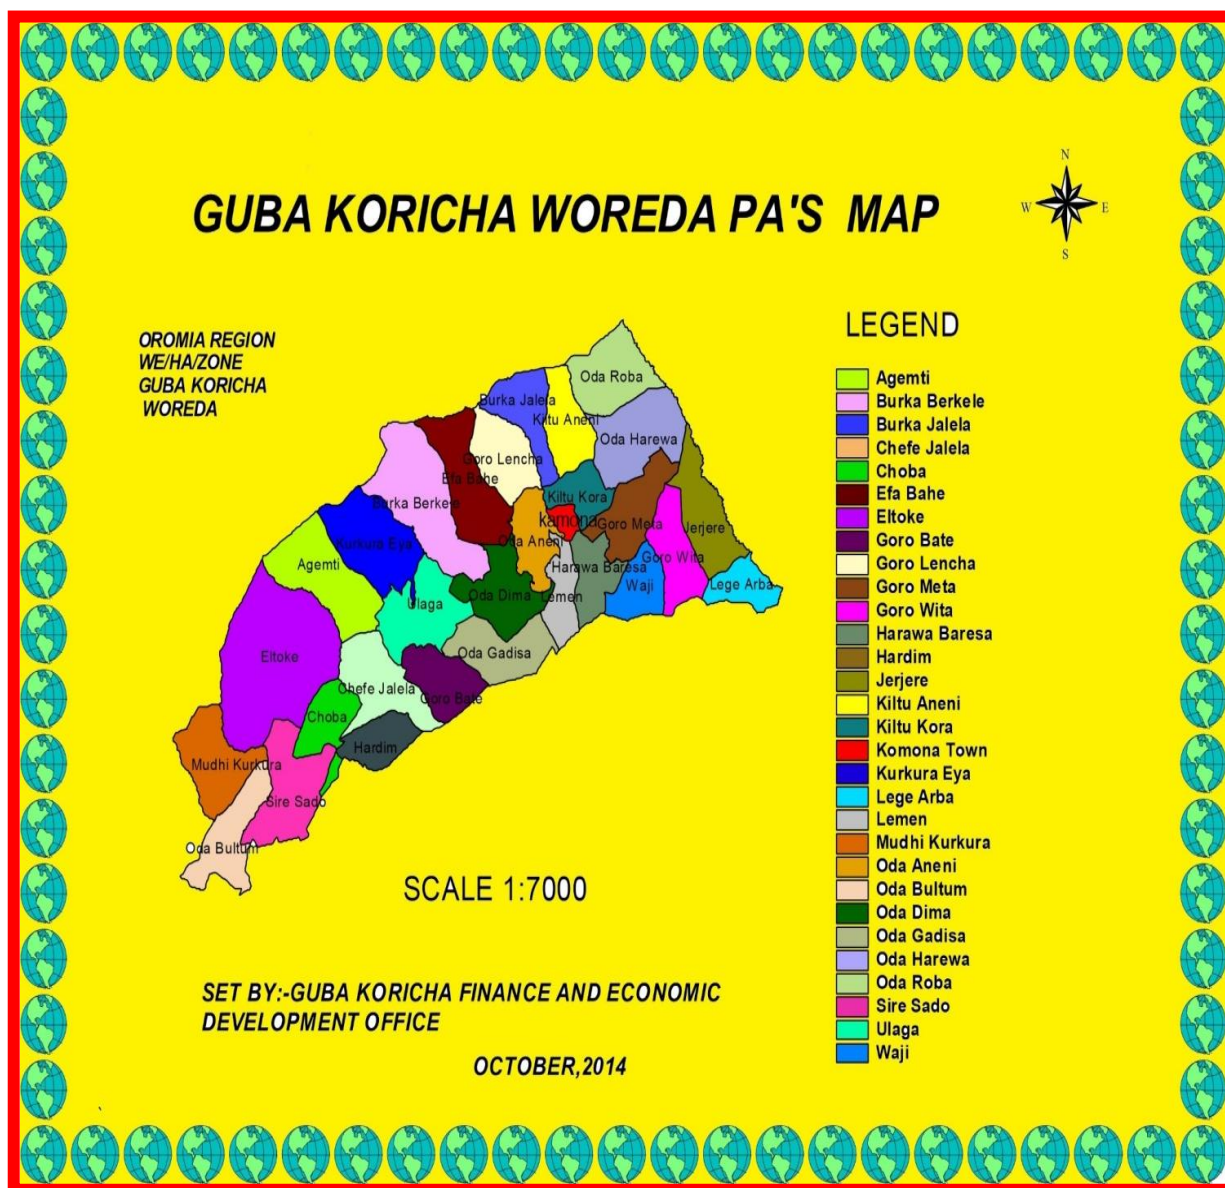 GUBA KORICHA WOREDA PA'S MAP
N
W
E
S
OROMIA REGION
WE/HA/ZONE
GUBA KORICHA
WOREDA
LEGEND
Agemti
Burka Berkele
Burka Jalela
Chefe Jalela
Choba
Efa Bahe
Eltoke
Goro Bate
Goro Lencha
Goro Meta
Goro Wita
Harawa Baresa
Hardim
Jerjere
Kiltu Aneni
Kiltu Kora
Komona Town
Kurkura Eya
Lege Arba
Lemen
Mudhi Kurkura
Oda Aneni
Oda Bultum
Oda Dima
Oda Gadisa
Oda Harewa
Oda Roba
Sire Sado
Ulaga
Waji
Oda Roba
Burka Jalela
Kiltu Aneni
Oda Harewa
Goro Lencha
Efa Bahe
Kiltu Kora
Burka Berkele
kamona
Goro Meta
Jerjere
Oda Aneni
Kurkura Eya
Goro Wita
Agemti
Harawa Baresa
Waji
Lege Arba
Oda Dima
Lemen
Ulaga
Oda Gadisa
Eltoke
Chefe Jalela
Goro Bate
Choba
Hardim
Mudhi Kurkura
Sire Sado
Oda Bultum
SCALE 1:7000
SET BY:-GUBA KORICHA FINANCE AND ECONOMIC
DEVELOPMENT OFFICE
OCTOBER,2014